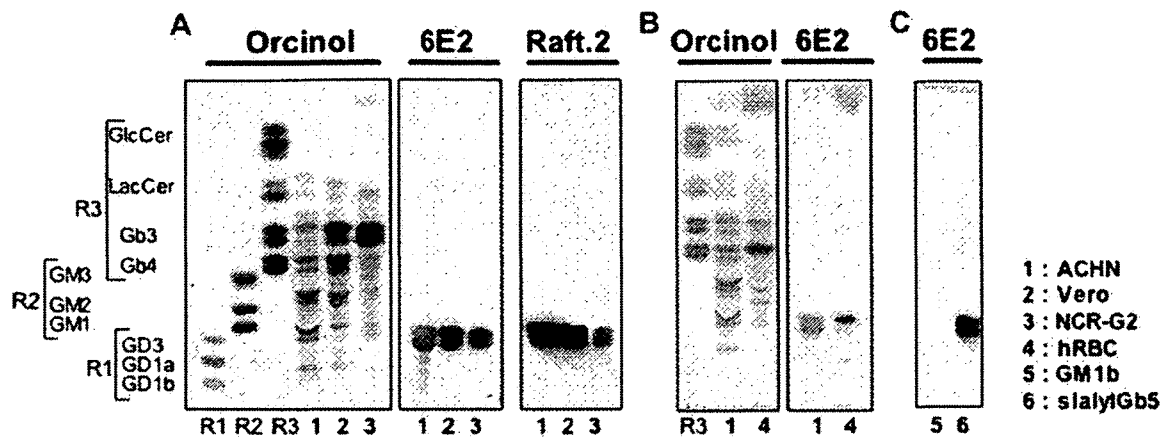 A B C
Orcinol 6E2 Raft.2 Orcinol 6E2 6E2
GlcCer
LacCer
R3
Gb3
Gb4
GM3
R2
GM2
GM1
GD3
R1
GD1a
GD1b
R1 R2 R3 1 2 3 1 2 3 1 2 3 R3 1 4 1 4 5 6
1 : ACHN
2 : Vero
3 : NCR-G2
4 : hRBC
5 : GM1b
6 : sialylGb5